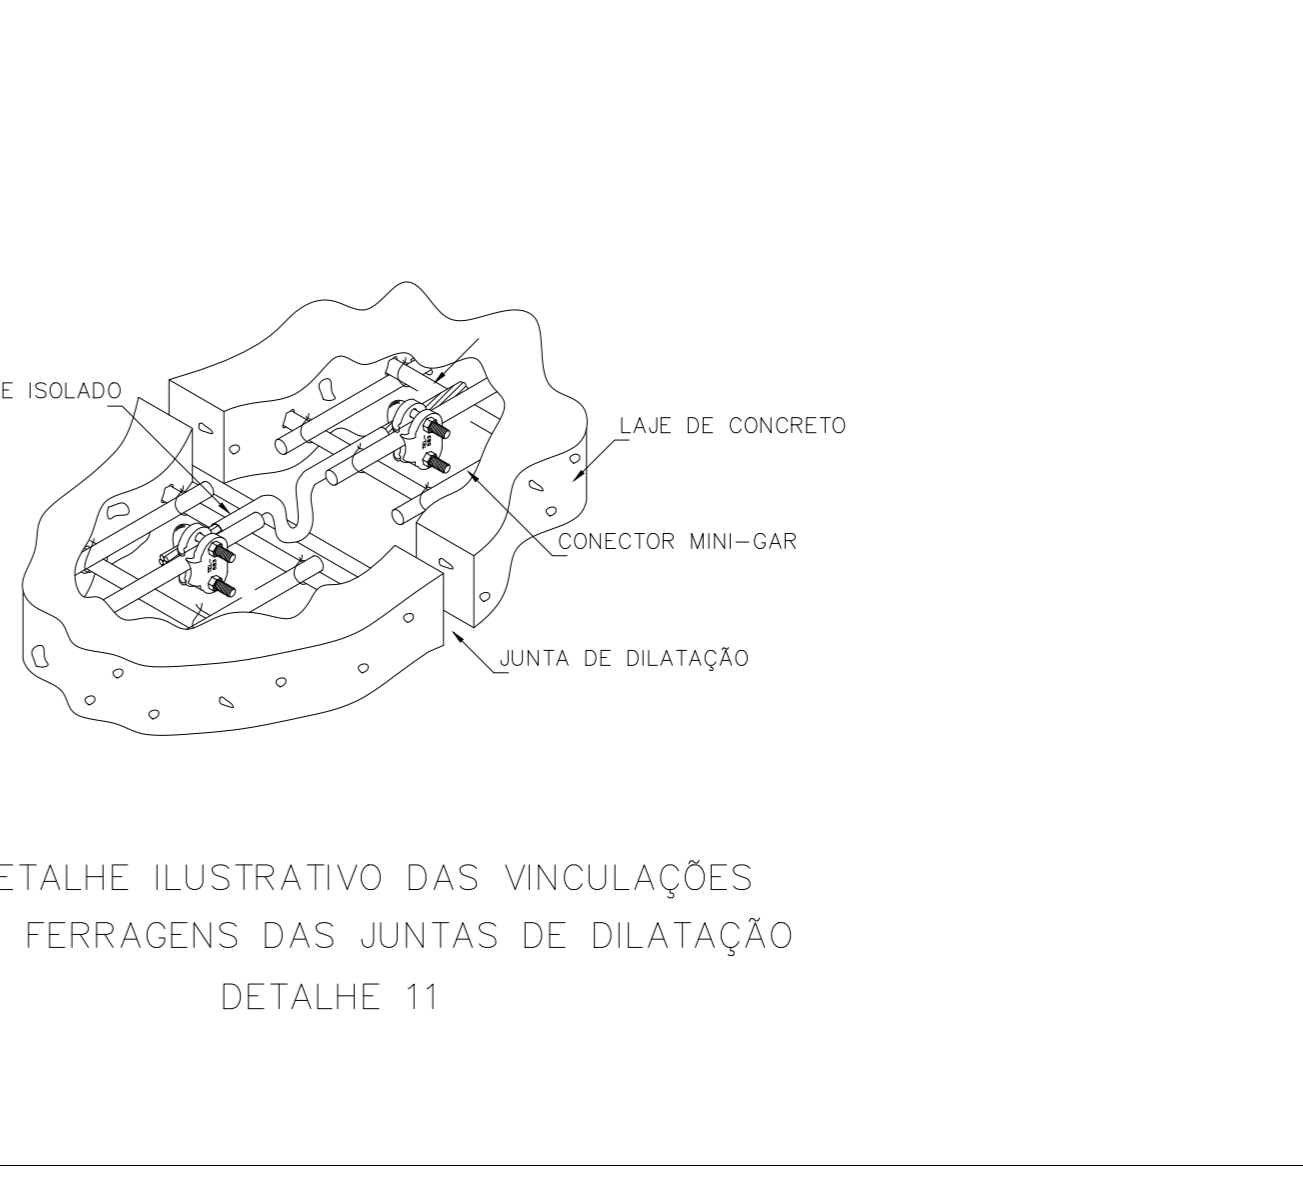 E ISOLADO
LAJE DE CONCRETO
CONECTOR MINI-GAR
JUNTA DE DILATAÇÃO
ETALHE ILUSTRATIVO DAS VINCULAÇÕES
FERRAGENS DAS JUNTAS DE DILATAÇÃO
DETALHE 11